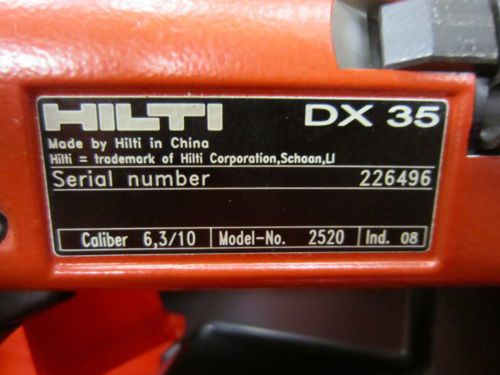 HILTI DX 35
Made by Hilti in China
Hilti = trademark of Hilti Corporation,Schaan,LI
Serial number 226496
Caliber 6,3/10 Model-No. 2520 Ind. 08